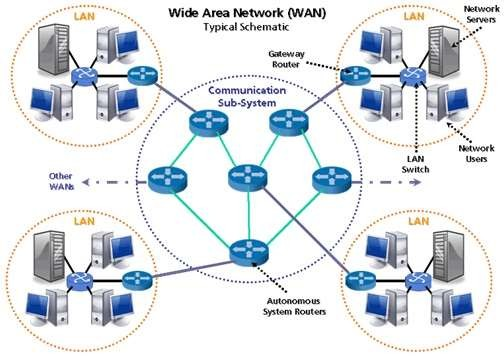 Wide Area Network (WAN)
Typical Schematic
LAN
LAN
Network
Servers
Gateway
Router
Communication
Sub-System
LAN
Switch
Network
Users
Other
WANs
LAN
LAN
Autonomous
System Routers